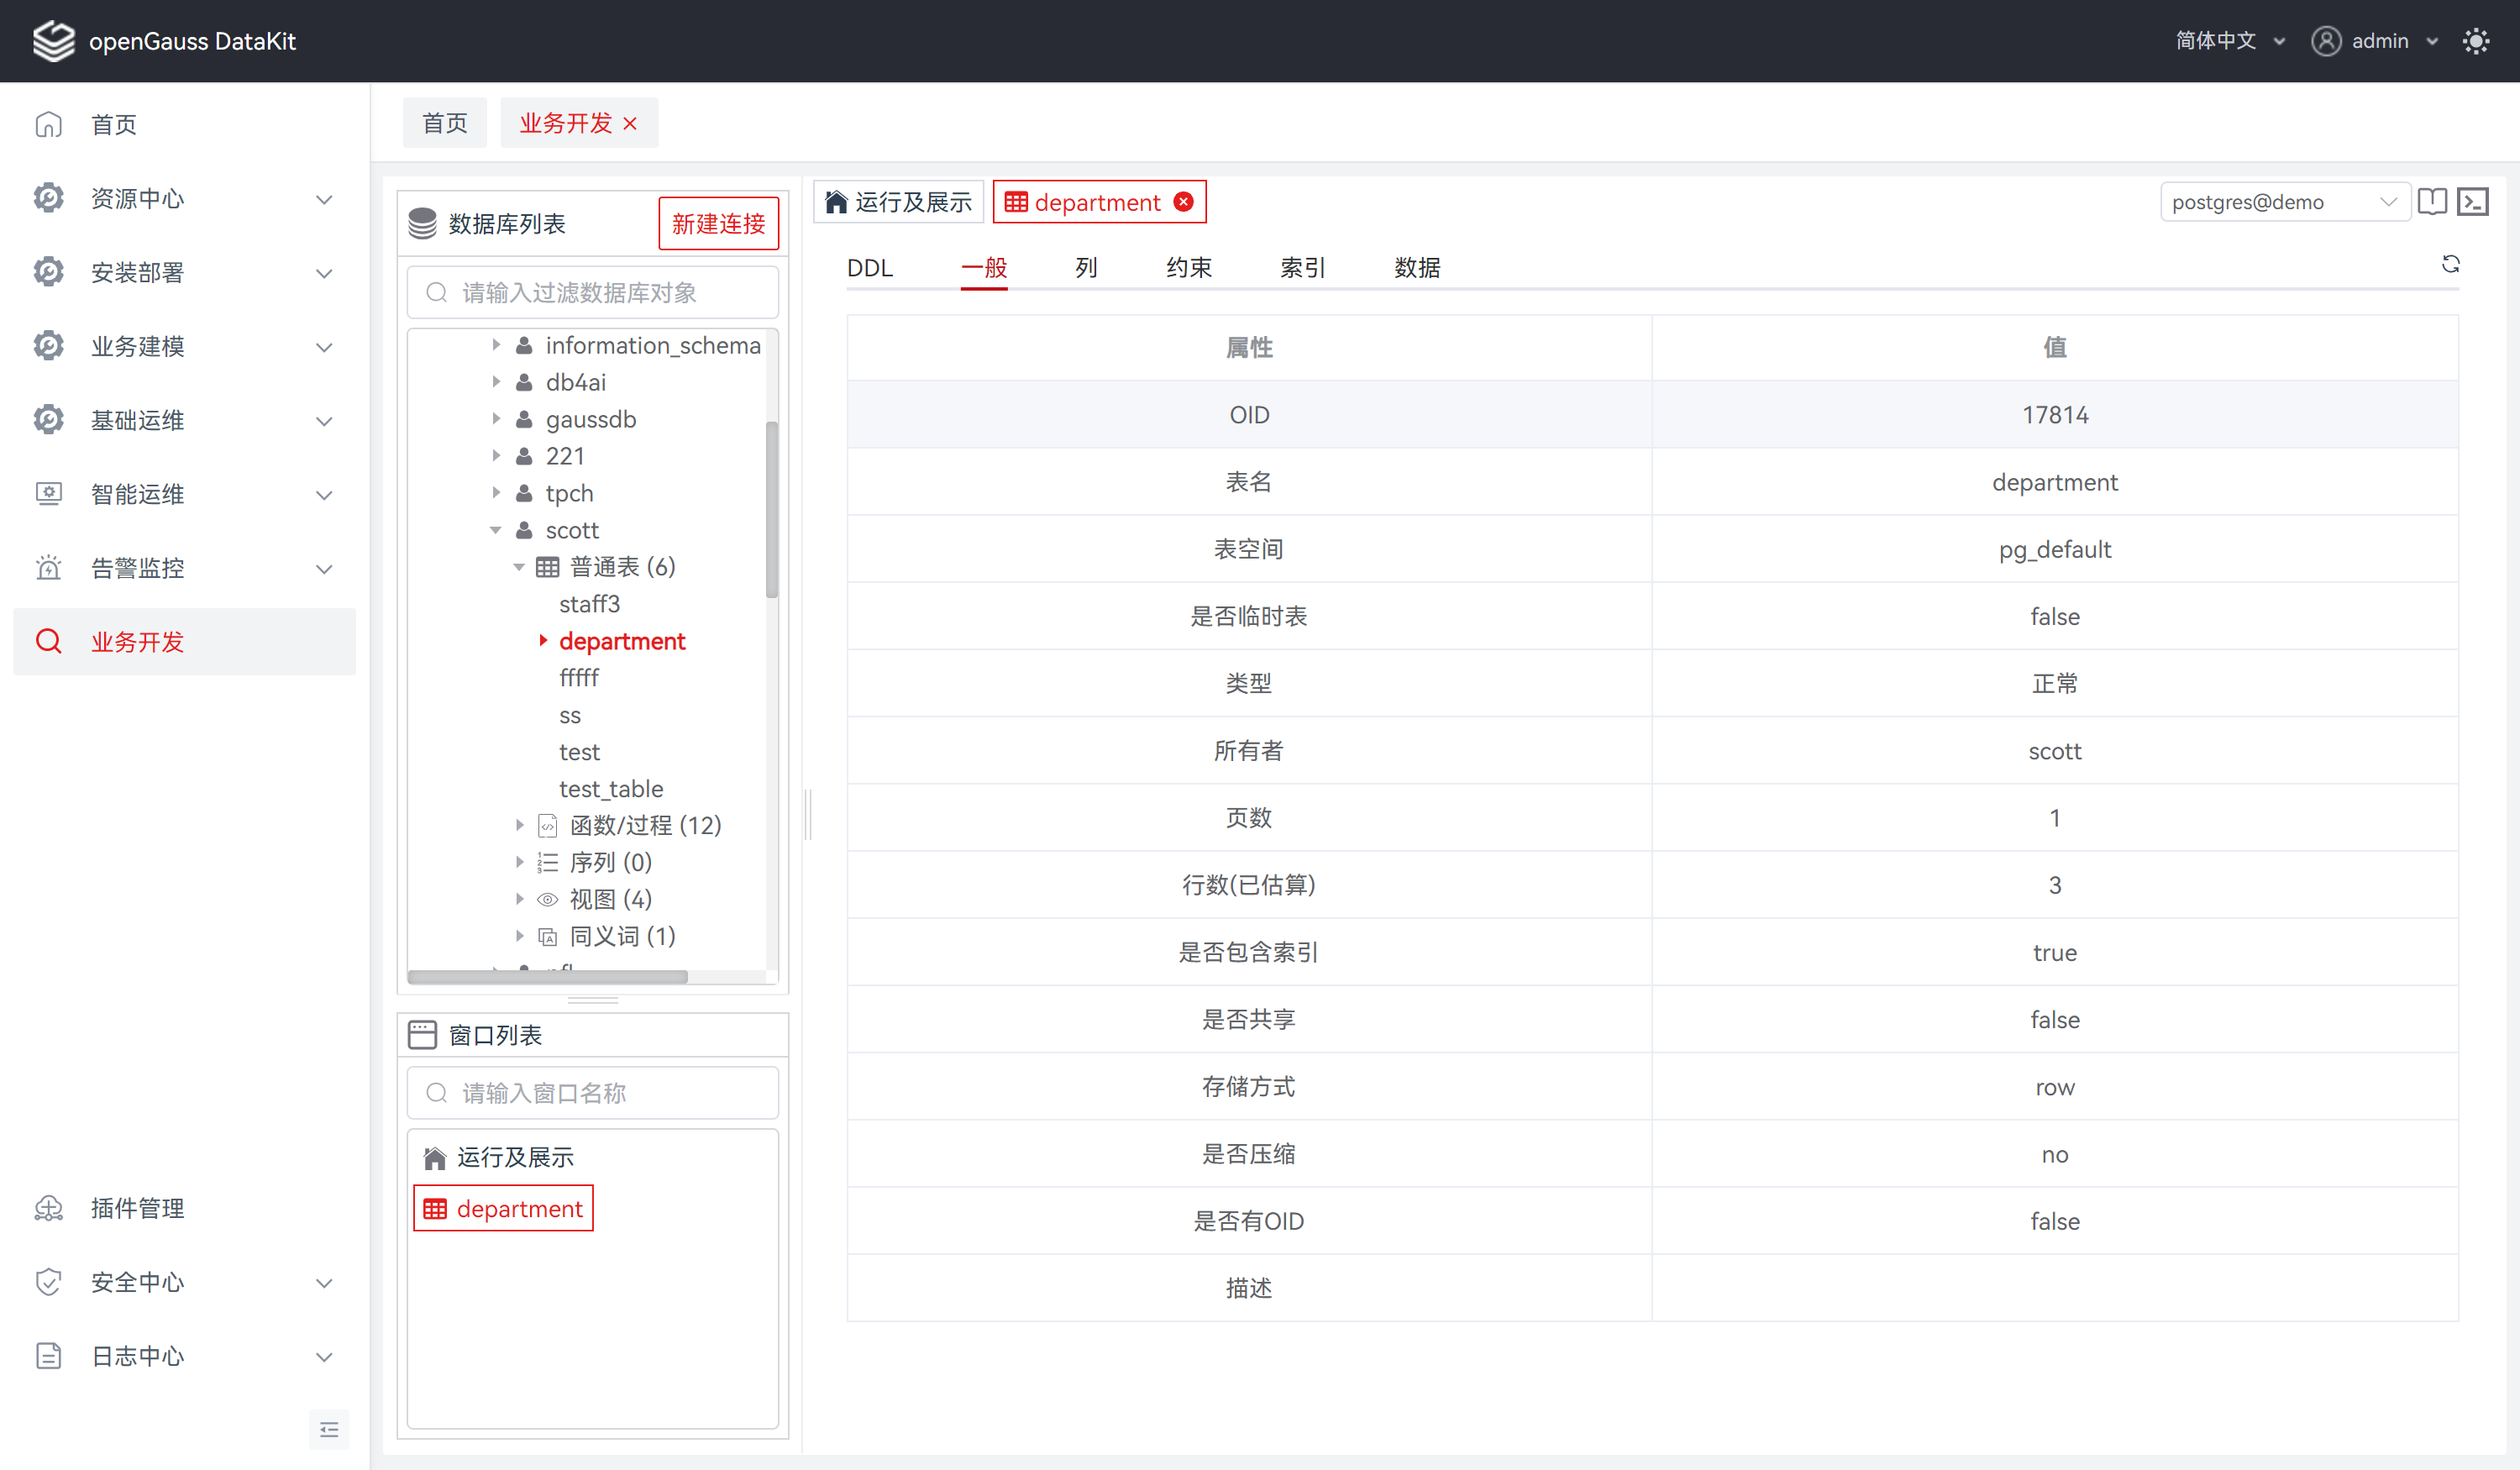 openGauss DataKit
简体中文
admin
首页
资源中心
安装部署
业务建模
基础运维
智能运维
告警监控
业务开发
插件管理
安全中心
日志中心
首页
业务开发
数据库列表
新建连接
请输入过滤数据库对象
information_schema
db4ai
gaussdb
221
tpch
scott
普通表 (6)
staff3
department
fffff
ss
test
test_table
函数/过程 (12)
序列 (0)
视图 (4)
同义词 (1)
窗口列表
请输入窗口名称
运行及展示
department
运行及展示
department
postgres@demo
DDL
一般
列
约束
索引
数据
属性 值
OID 17814
表名 department
表空间 pg_default
是否临时表 false
类型 正常
所有者 scott
页数 1
行数(已估算) 3
是否包含索引 true
是否共享 false
存储方式 row
是否压缩 no
是否有OID false
描述